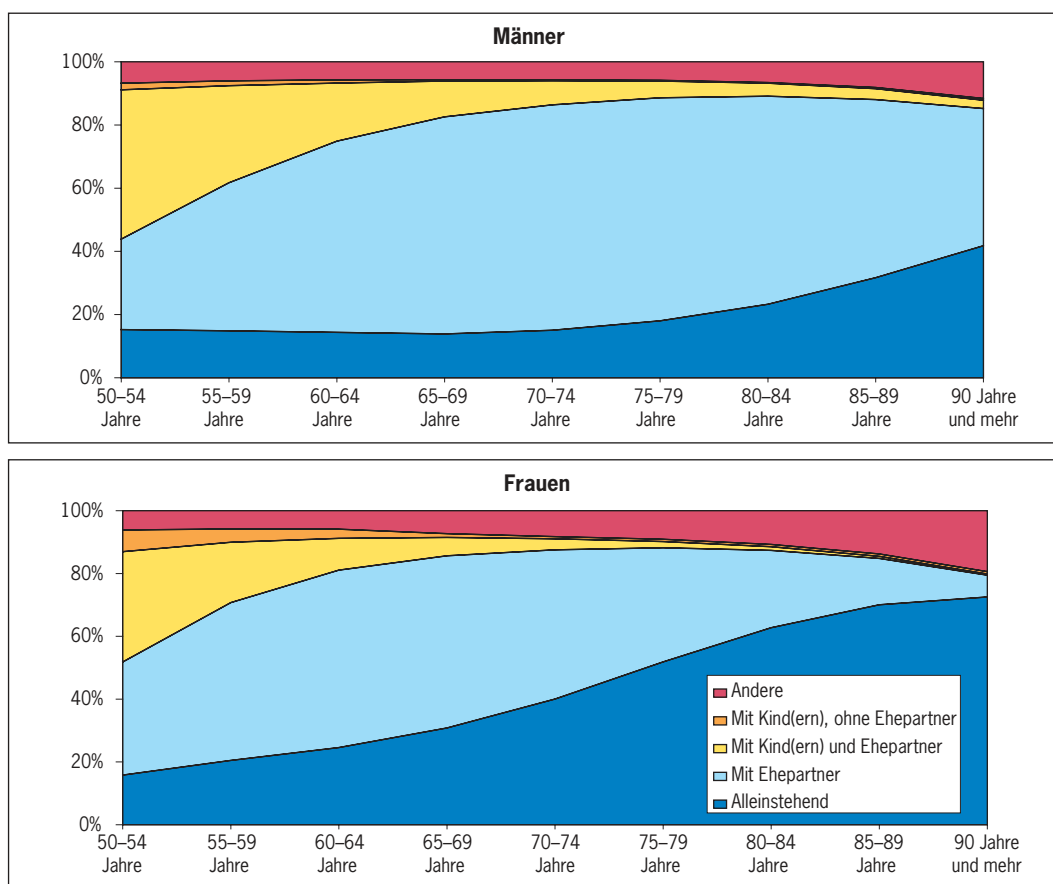 Männer
100%
80%
60%
40%
20%
0%
50–54 55–59 60–64 65–69 70–74 75–79 80–84 85–89 90 Jahre
Jahre Jahre Jahre Jahre Jahre Jahre Jahre Jahre und mehr
Frauen
100%
80%
60%
40%
20%
0%
Andere
Mit Kind(ern), ohne Ehepartner
Mit Kind(ern) und Ehepartner
Mit Ehepartner
Alleinstehend
50–54 55–59 60–64 65–69 70–74 75–79 80–84 85–89 90 Jahre
Jahre Jahre Jahre Jahre Jahre Jahre Jahre Jahre und mehr